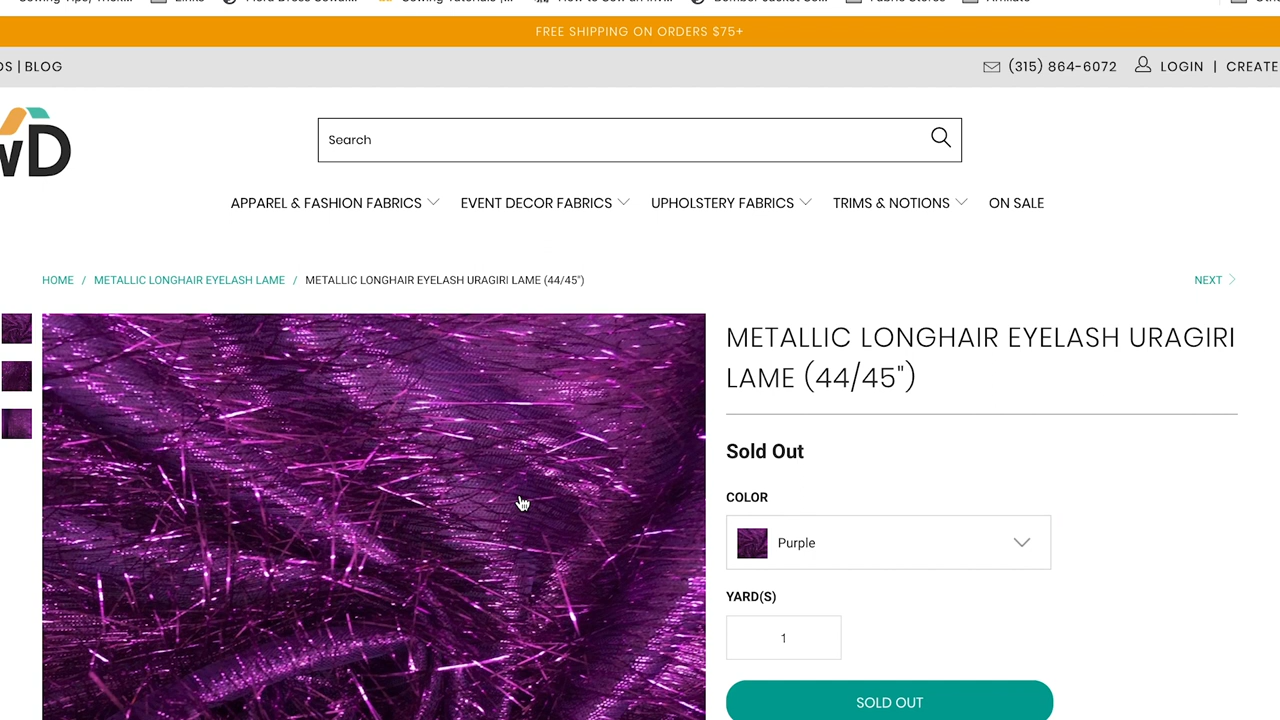 Links
FREE SHIPPING ON ORDERS $75+
| BLOG
(315) 864-6072
LOGIN | CREATE
D
Search
APPAREL & FASHION FABRICS
EVENT DECOR FABRICS
UPHOLSTERY FABRICS
TRIMS & NOTIONS
ON SALE
HOME / METALLIC LONGHAIR EYELASH LAME / METALLIC LONGHAIR EYELASH URAGIRI LAME (44/45")
NEXT
METALLIC LONGHAIR EYELASH URAGIRI
LAME (44/45")
Sold Out
COLOR
Purple
YARD(S)
1
SOLD OUT